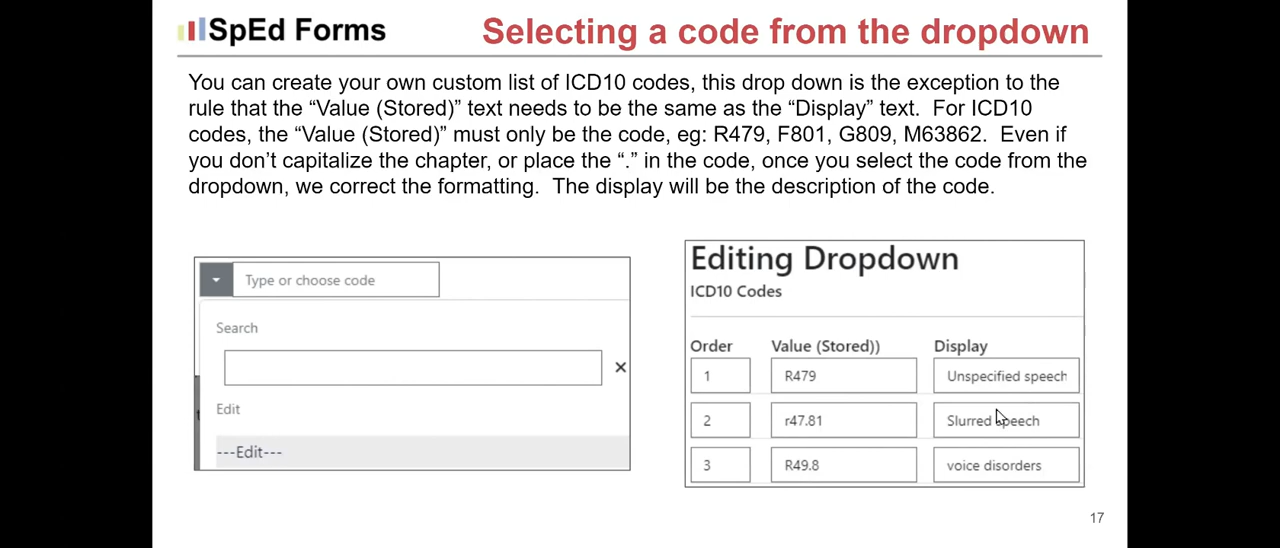 SpEd Forms
Selecting a code from the dropdown
You can create your own custom list of ICD10 codes, this drop down is the exception to the
rule that the “Value (Stored)” text needs to be the same as the “Display” text.  For ICD10
codes, the “Value (Stored)” must only be the code, eg: R479, F801, G809, M63862.  Even if
you don’t capitalize the chapter, or place the “.” in the code, once you select the code from the
dropdown, we correct the formatting.  The display will be the description of the code.
Type or choose code
Search
×
Edit
---Edit---
Editing Dropdown
ICD10 Codes
Order Value (Stored)) Display
1 R479 Unspecified speech
2 r47.81 Slurred speech
3 R49.8 voice disorders
17